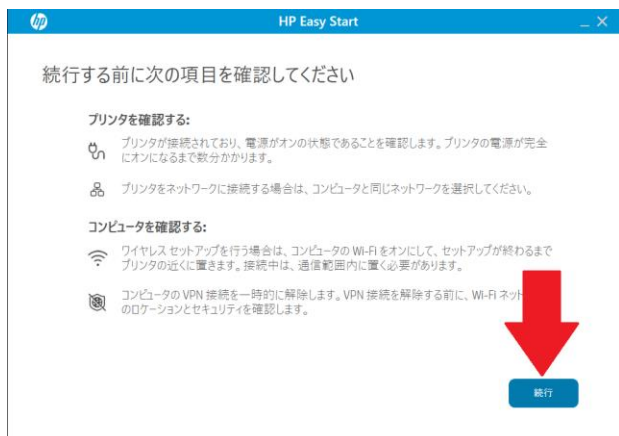 hp HP Easy Start
続行する前に次の項目を確認してください
プリンタを確認する:
プリンタが接続されており、電源がオンの状態であることを確認します。プリンタの電源が完全
にオンになるまで数分かかります。
プリンタをネットワークに接続する場合は、コンピュータと同じネットワークを選択してください。
コンピュータを確認する:
ワイヤレス セットアップを行う場合は、コンピュータの Wi-Fi をオンにして、セットアップが終わるまで
プリンタの近くに置きます。接続中は、通信範囲内に置く必要があります。
コンピュータの VPN 接続を一時的に解除します。VPN 接続を解除する前に、Wi-Fi ネット
のロケーションとセキュリティを確認します。
続行